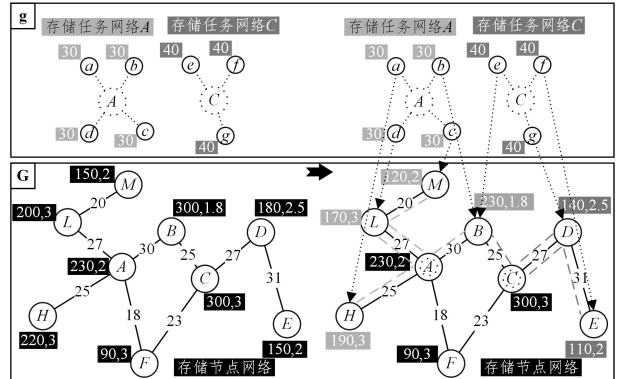 g
存储任务网络A 存储任务网络C 存储任务网络A 存储任务网络C
30 30 40 40 30 30 40 40
a b e f a b e f
A C A C
d c g d c g
30 30 40 30 30 40
G
150,2 M 120,2 M
200,3 20 300,1.8 180,2.5 170,3 20 230,1.8 140,2.5
L B D L B D
27 30 25 27 27 30 25 27
230,2 A C 230,2 A C
25 31 25 31
H 18 23 300,3 E H 18 23 300,3 E
220,3 90,3 F 150,2 190,3 90,3 F 110,2
存储节点网络 存储节点网络